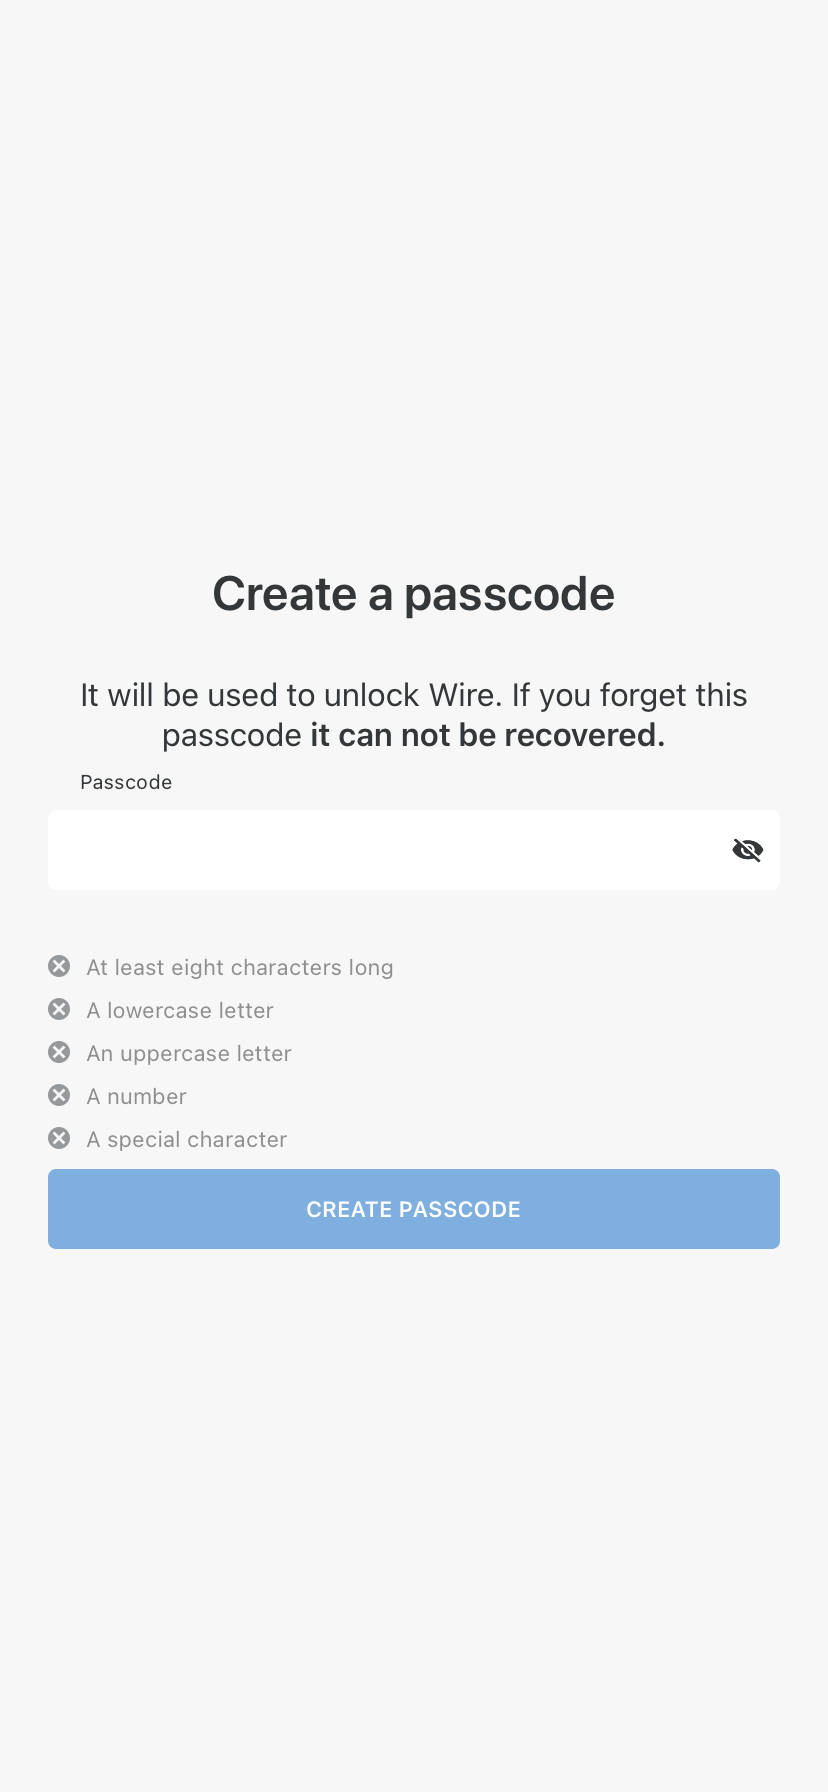 Create a passcode
It will be used to unlock Wire. If you forget this
passcode it can not be recovered.
Passcode
At least eight characters long
A lowercase letter
An uppercase letter
A number
A special character
CREATE PASSCODE